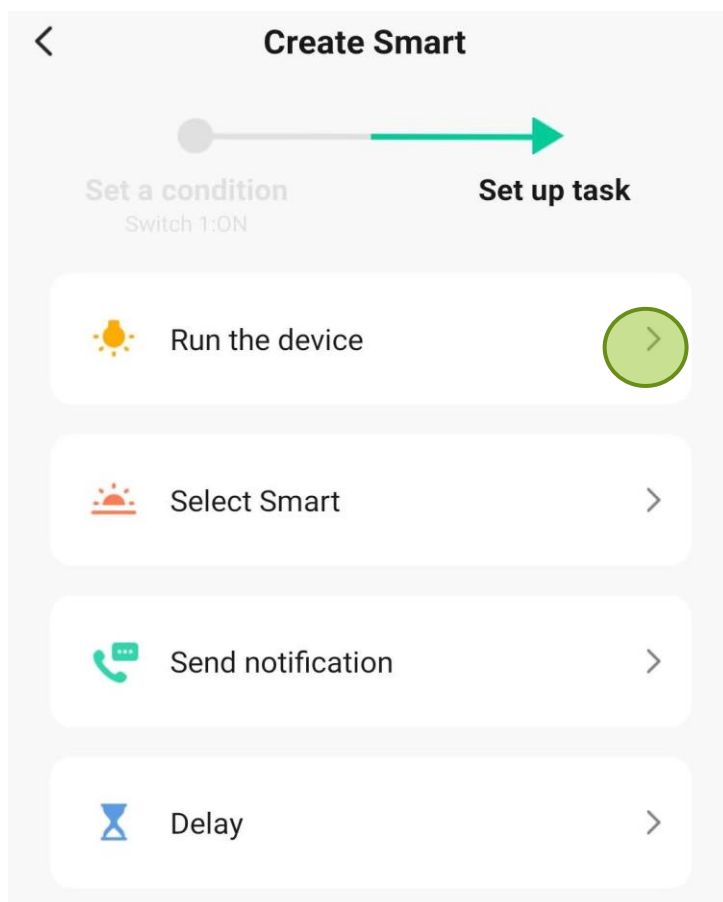 Create Smart
Set a condition
Set up task
Switch 1:ON
Run the device
Select Smart
Send notification
Delay